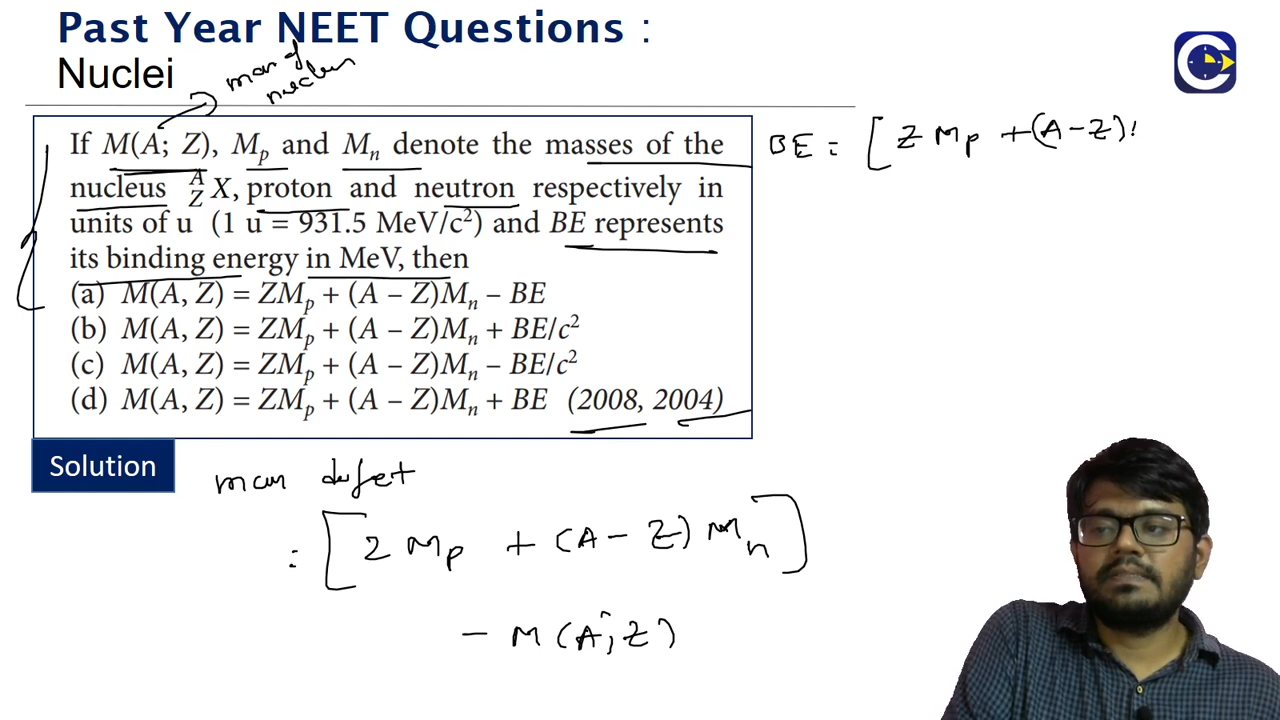 Past Year NEET Questions :
Nuclei
mass of
nucleus
If M(A; Z), Mₚ and Mₙ denote the masses of the
nucleus ᴬ_Z X, proton and neutron respectively in
units of u (1 u = 931.5 MeV/c²) and BE represents
its binding energy in MeV, then
(a) M(A, Z) = ZMₚ + (A – Z)Mₙ – BE
(b) M(A, Z) = ZMₚ + (A – Z)Mₙ + BE/c²
(c) M(A, Z) = ZMₚ + (A – Z)Mₙ – BE/c²
(d) M(A, Z) = ZMₚ + (A – Z)Mₙ + BE (2008, 2004)
BE = [Z Mₚ + (A – Z)
Solution
mass defect
= [Z Mₚ + (A – Z) Mₙ]
– M(A; Z)